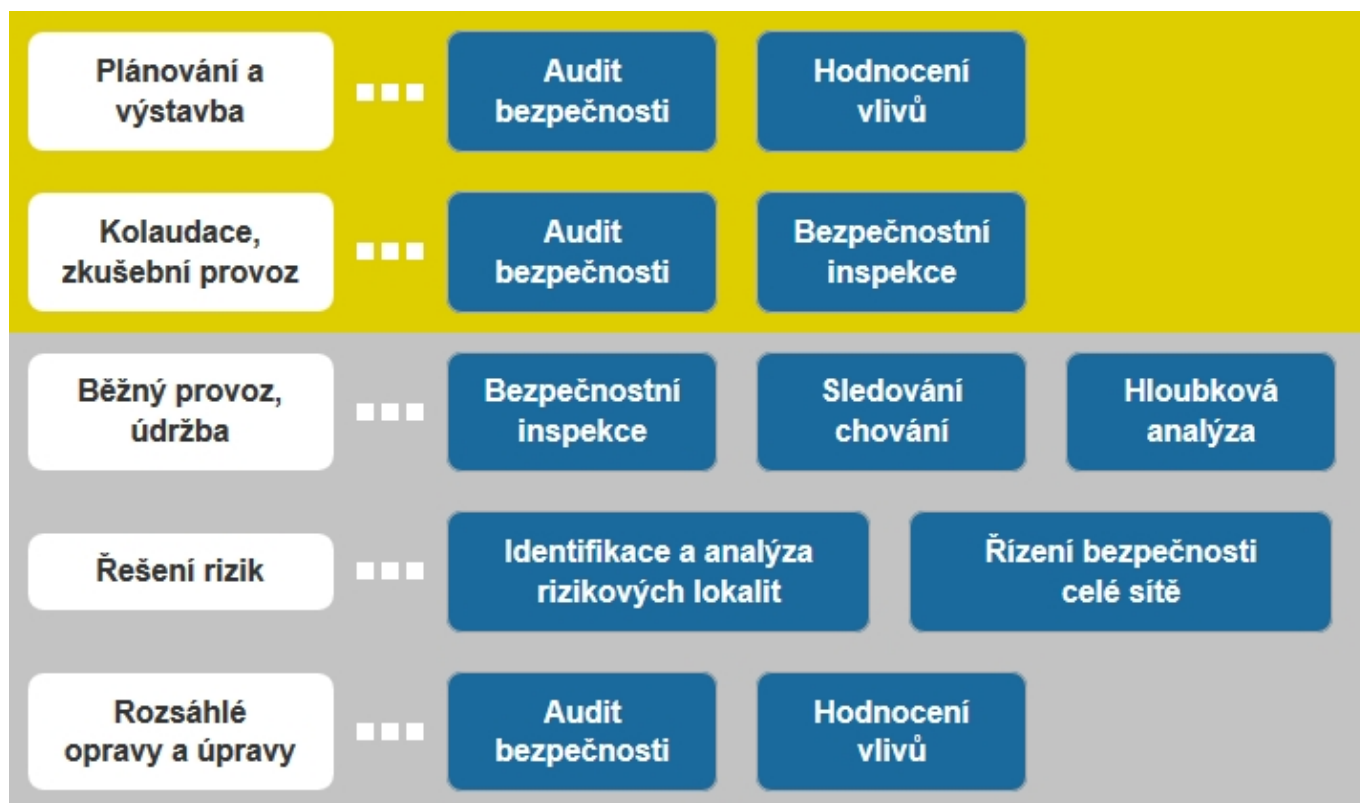 Plánování a
výstavba
Audit
bezpečnosti
Hodnocení
vlivů
Kolaudace,
zkušební provoz
Audit
bezpečnosti
Bezpečnostní
inspekce
Běžný provoz,
údržba
Bezpečnostní
inspekce
Sledování
chování
Hloubková
analýza
Řešení rizik
Identifikace a analýza
rizikových lokalit
Řízení bezpečnosti
celé sítě
Rozsáhlé
opravy a úpravy
Audit
bezpečnosti
Hodnocení
vlivů